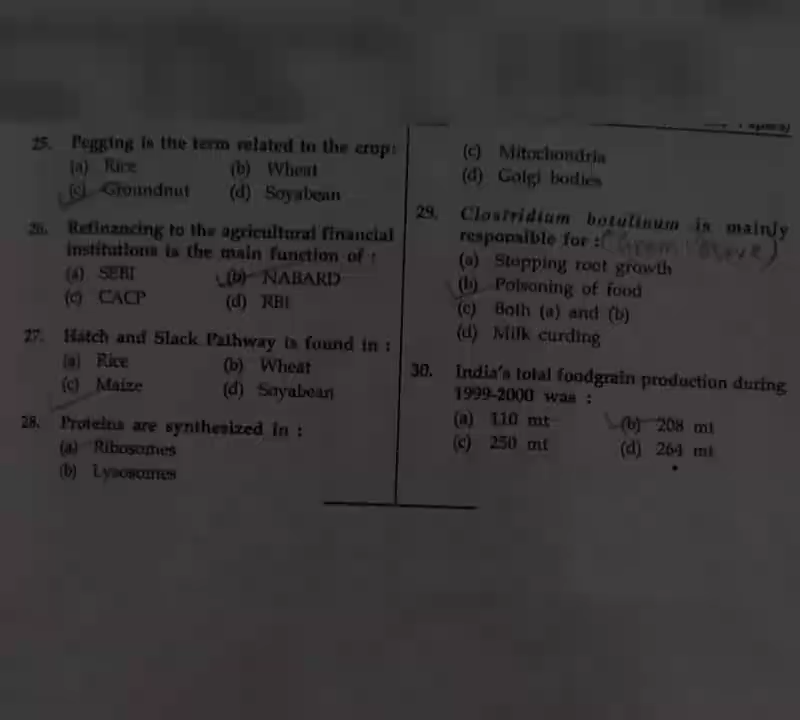 25. Pegging is the term related to the crop:
(a) Rice (b) Wheat
(c) Groundnut (d) Soyabean
26. Refinancing to the agricultural financial
institutions is the main function of :
(a) SEBI (b) NABARD
(c) CACP (d) RBI
27. Hatch and Slack Pathway is found in :
(a) Rice (b) Wheat
(c) Maize (d) Soyabean
28. Proteins are synthesized in :
(a) Ribosomes
(b) Lysosomes
(c) Mitochondria
(d) Golgi bodies
29. Clostridium botulinum is mainly
responsible for :
(a) Stopping root growth
(b) Poisoning of food
(c) Both (a) and (b)
(d) Milk curding
30. India's total foodgrain production during
1999-2000 was :
(a) 110 mt (b) 208 mt
(c) 250 mt (d) 264 mt